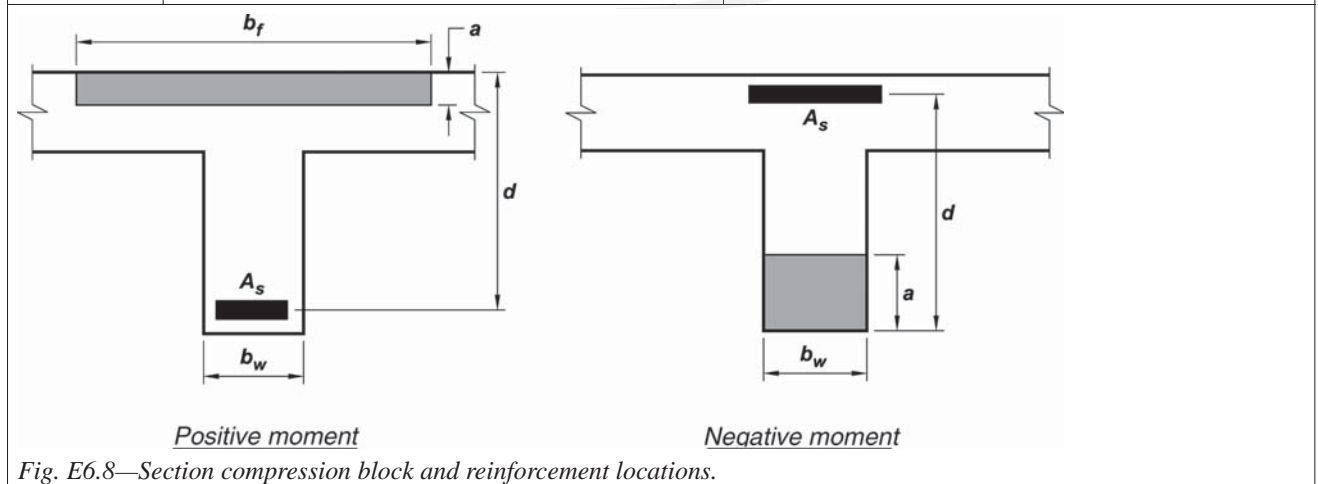 b_f
a
d
A_s
b_w
Positive moment
A_s
d
a
b_w
Negative moment
Fig. E6.8—Section compression block and reinforcement locations.